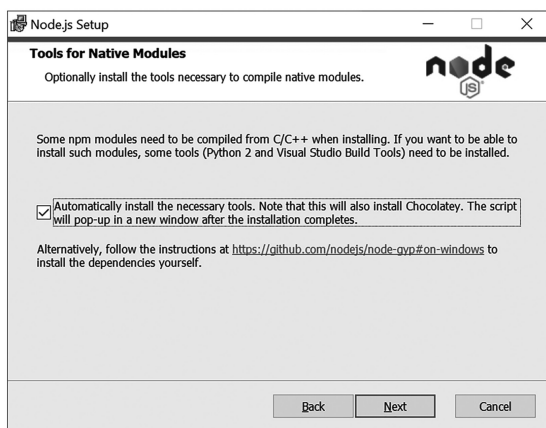 Node.js Setup
Tools for Native Modules
Optionally install the tools necessary to compile native modules.
node
JS
Some npm modules need to be compiled from C/C++ when installing. If you want to be able to
install such modules, some tools (Python 2 and Visual Studio Build Tools) need to be installed.
Automatically install the necessary tools. Note that this will also install Chocolatey. The script
will pop-up in a new window after the installation completes.
Alternatively, follow the instructions at https://github.com/nodejs/node-gyp#on-windows to
install the dependencies yourself.
Back Next Cancel